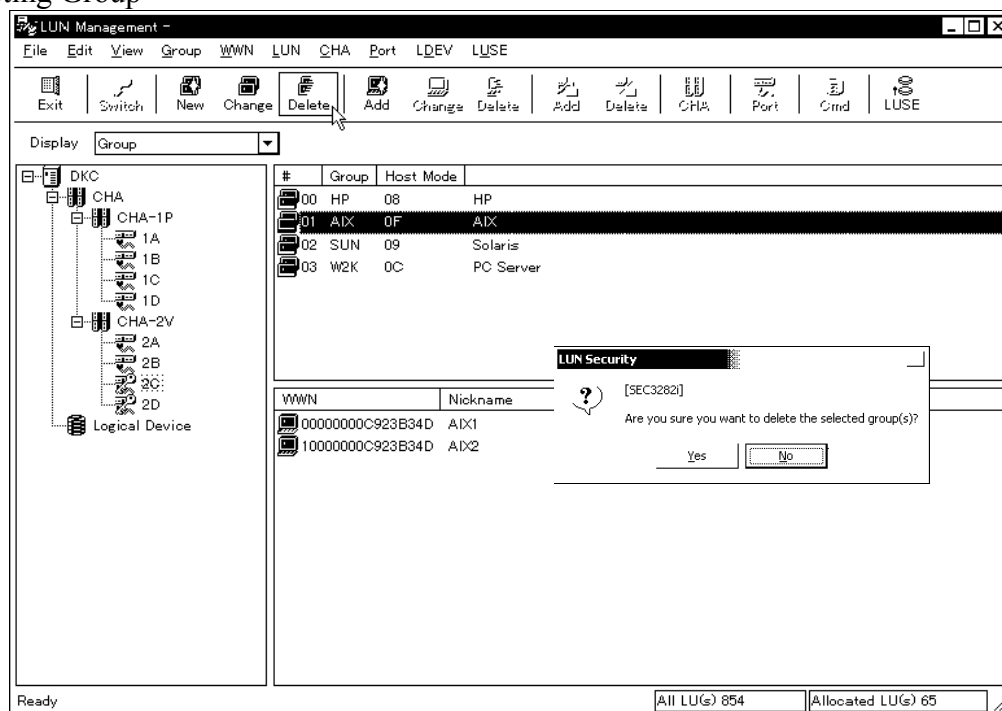 ting Group
LUN Management -
File Edit View Group WWN LUN CHA Port LDEV LUSE
Exit Switch New Change Delete Add Change Delete Add Delete CHA Port Cmd LUSE
Display Group
DKC
CHA
CHA-1P
1A
1B
1C
1D
CHA-2V
2A
2B
2C
2D
Logical Device
# Group Host Mode
00 HP 08 HP
01 AIX 0F AIX
02 SUN 09 Solaris
03 W2K 0C PC Server
WWN Nickname
00000000C923B34D AIX1
10000000C923B34D AIX2
LUN Security
[SEC3282i]
Are you sure you want to delete the selected group(s)?
Yes No
Ready All LU(s) 854 Allocated LU(s) 65